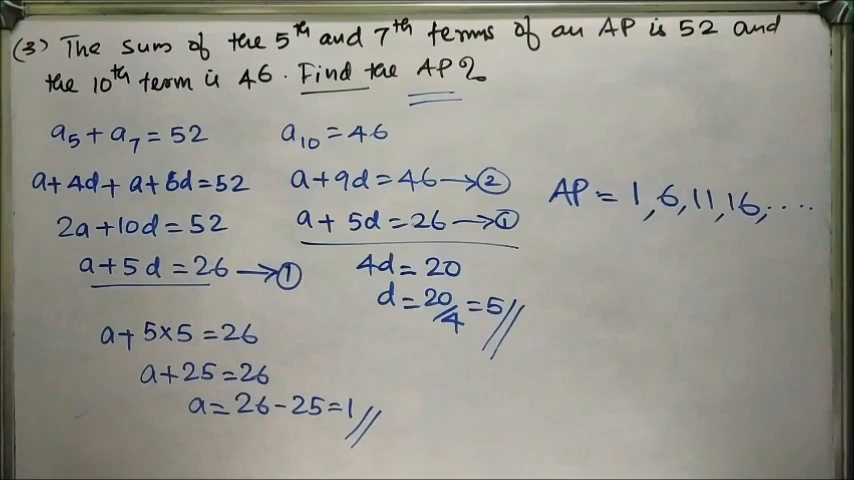 (3) The sum of the 5th and 7th terms of an AP is 52 and
the 10th term is 46. Find the AP?
a5 + a7 = 52
a+4d+a+6d=52
2a+10d=52
a+5d=26 → ①
a10 = 46
a+9d=46 → ②
a+5d=26 → ①
4d=20
d=20/4=5//
a+5×5=26
a+25=26
a=26-25=1//
AP = 1, 6, 11, 16, ....